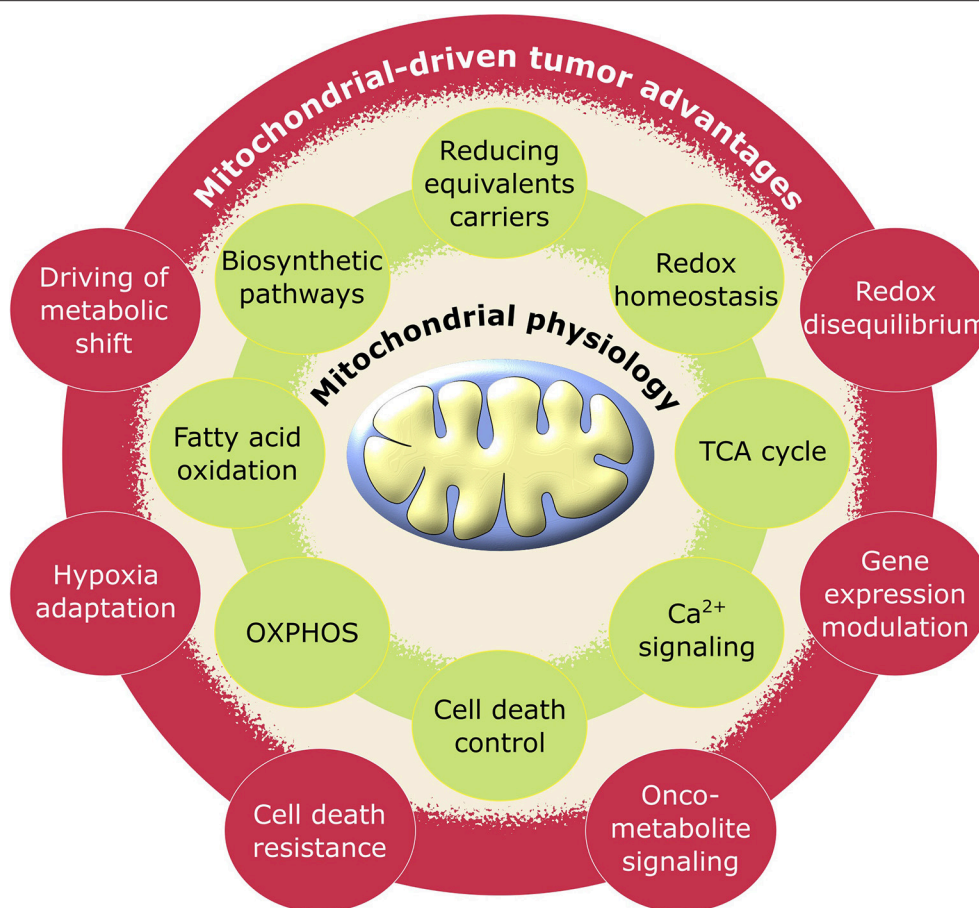 Mitochondrial-driven tumor advantages
Reducing
equivalents
carriers
Biosynthetic
pathways
Redox
homeostasis
Driving of
metabolic
shift
Redox
disequilibrium
Mitochondrial physiology
Fatty acid
oxidation
TCA cycle
Hypoxia
adaptation
Gene
expression
modulation
OXPHOS
Ca²⁺
signaling
Cell death
control
Cell death
resistance
Onco-
metabolite
signaling